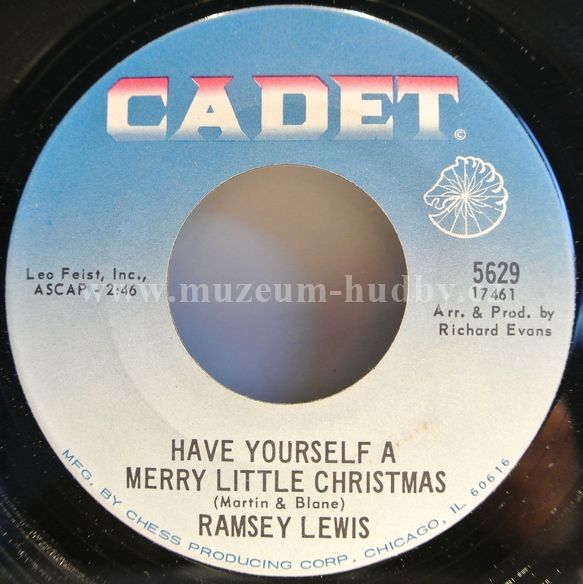 CADET
©
Leo Feist, Inc.,
ASCAP - 2:46
5629
17461
Arr. & Prod. by
Richard Evans
www.muzeum-hudby.cz
HAVE YOURSELF A
MERRY LITTLE CHRISTMAS
(Martin & Blane)
RAMSEY LEWIS
MFG. BY CHESS PRODUCING CORP. CHICAGO, IL 60616